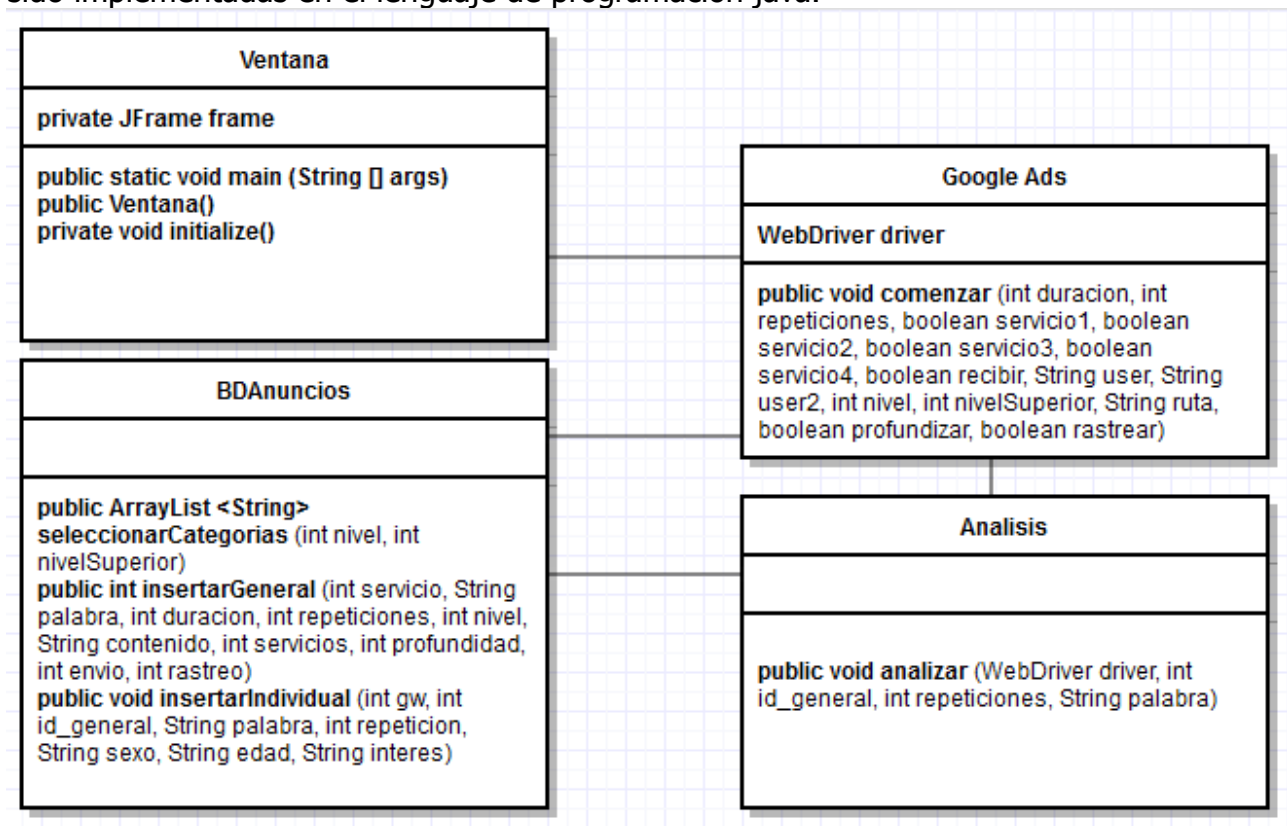 sido implementadas en el lenguaje de programación java.
Ventana
private JFrame frame
public static void main (String [] args)
public Ventana()
private void initialize()
Google Ads
WebDriver driver
public void comenzar (int duracion, int
repeticiones, boolean servicio1, boolean
servicio2, boolean servicio3, boolean
servicio4, boolean recibir, String user, String
user2, int nivel, int nivelSuperior, String ruta,
boolean profundizar, boolean rastrear)
BDAnuncios
public ArrayList <String>
seleccionarCategorias (int nivel, int
nivelSuperior)
public int insertarGeneral (int servicio, String
palabra, int duracion, int repeticiones, int nivel,
String contenido, int servicios, int profundidad,
int envio, int rastreo)
public void insertarIndividual (int gw, int
id_general, String palabra, int repeticion,
String sexo, String edad, String interes)
Analisis
public void analizar (WebDriver driver, int
id_general, int repeticiones, String palabra)